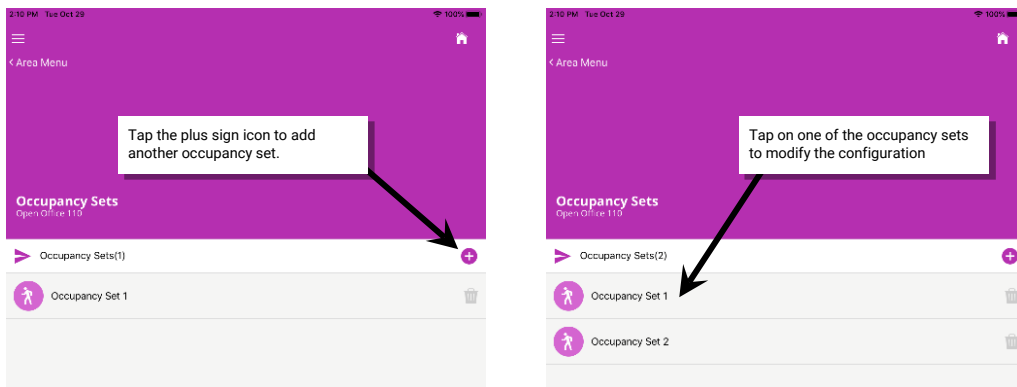 2:10 PM Tue Oct 29
100%
< Area Menu
Tap the plus sign icon to add
another occupancy set.
Occupancy Sets
Open Office 110
Occupancy Sets(1)
Occupancy Set 1
2:10 PM Tue Oct 29
100%
< Area Menu
Tap on one of the occupancy sets
to modify the configuration
Occupancy Sets
Open Office 110
Occupancy Sets(2)
Occupancy Set 1
Occupancy Set 2